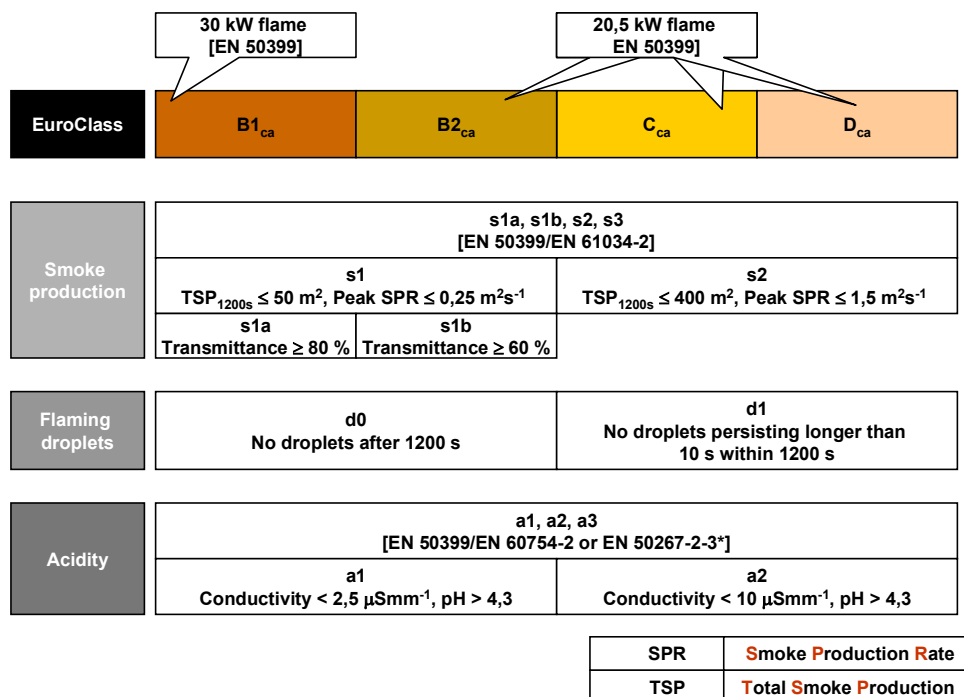 30 kW flame
[EN 50399]
20,5 kW flame
EN 50399]
EuroClass
B1ca
B2ca
Cca
Dca
Smoke
production
s1a, s1b, s2, s3
[EN 50399/EN 61034-2]
s1
TSP1200s ≤ 50 m², Peak SPR ≤ 0,25 m²s⁻¹
s2
TSP1200s ≤ 400 m², Peak SPR ≤ 1,5 m²s⁻¹
s1a
Transmittance ≥ 80 %
s1b
Transmittance ≥ 60 %
Flaming
droplets
d0
No droplets after 1200 s
d1
No droplets persisting longer than
10 s within 1200 s
Acidity
a1, a2, a3
[EN 50399/EN 60754-2 or EN 50267-2-3*]
a1
Conductivity < 2,5 μSmm⁻¹, pH > 4,3
a2
Conductivity < 10 μSmm⁻¹, pH > 4,3
SPR
Smoke Production Rate
TSP
Total Smoke Production